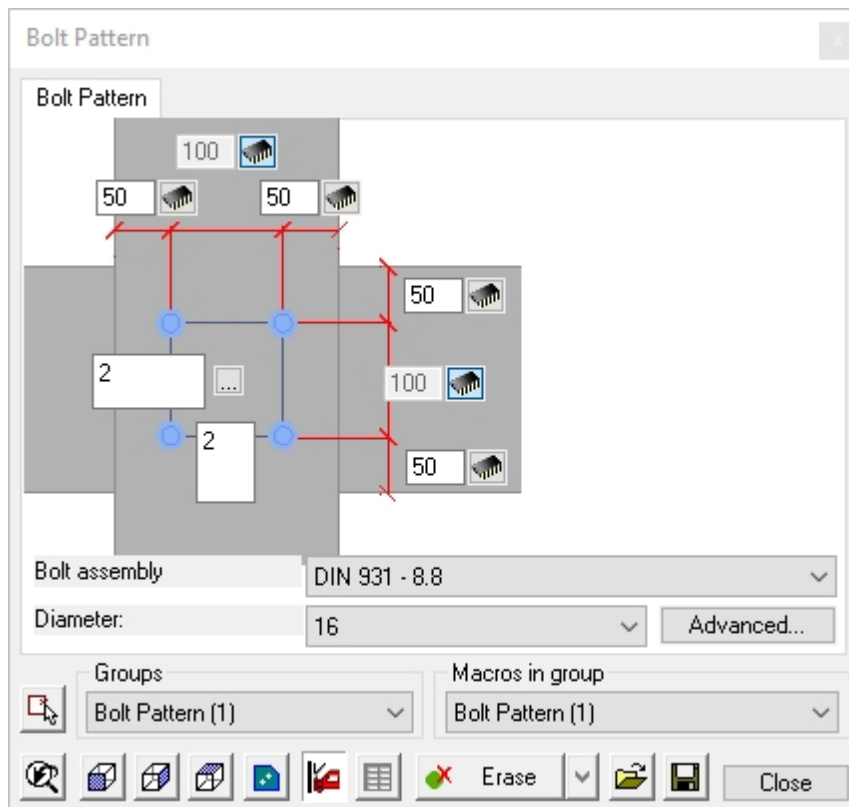 Bolt Pattern
x
Bolt Pattern
100
50 50
50
2 ... 100
2 50
Bolt assembly DIN 931 - 8.8
Diameter: 16 Advanced...
Groups Macros in group
Bolt Pattern (1) Bolt Pattern (1)
Erase Close